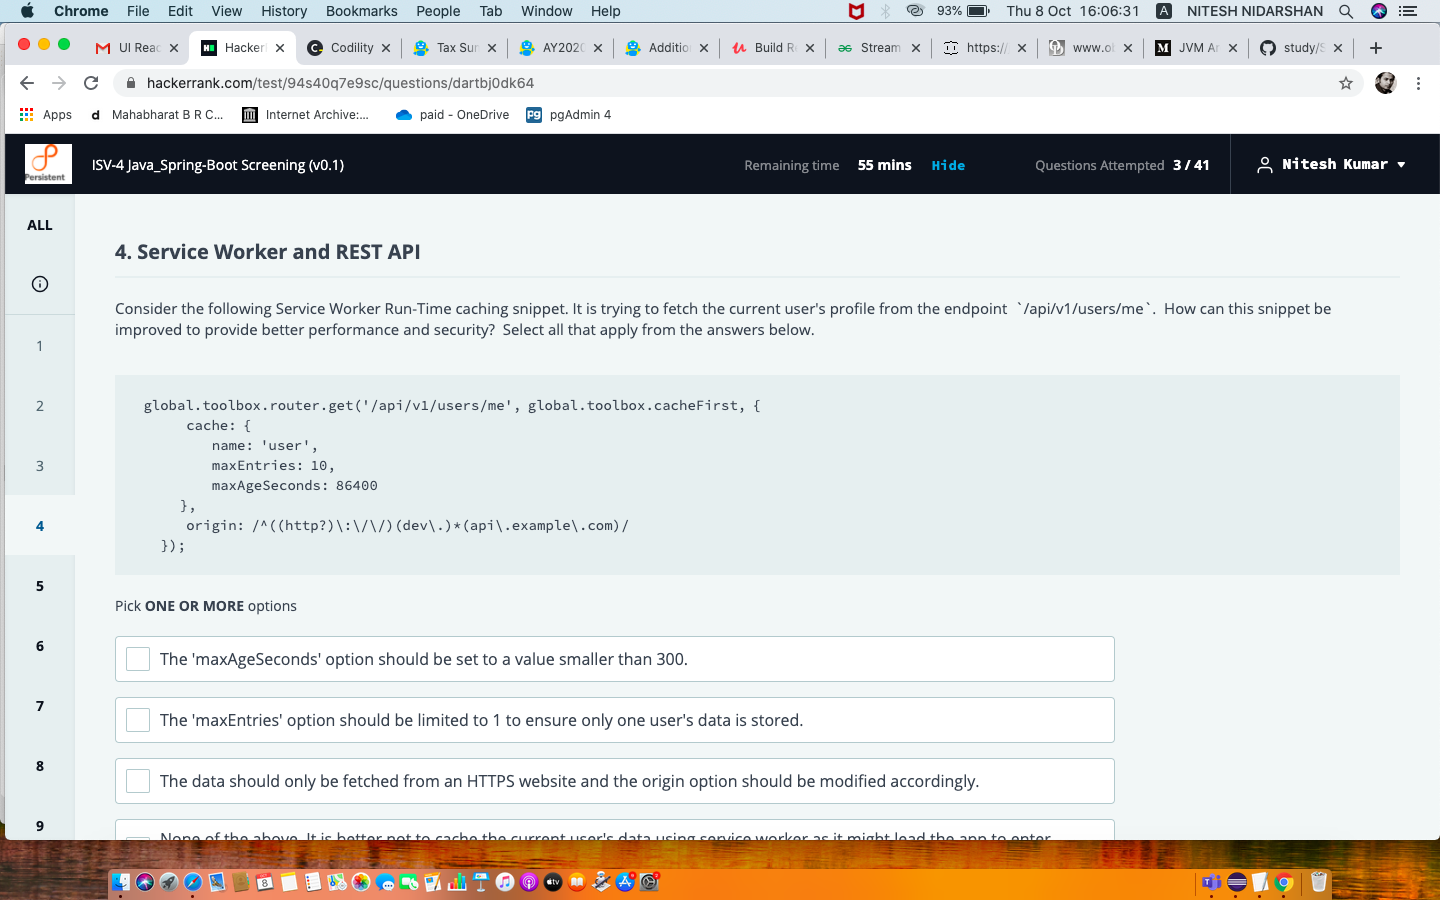 Chrome File Edit View History Bookmarks People Tab Window Help 93% Thu 8 Oct 16:06:31 A NITESH NIDARSHAN
UI Reac Hacker Codility Tax Sur AY202 Additio Build R Stream https:// www.ol JVM Ar study/S
hackerrank.com/test/94s40q7e9sc/questions/dartbj0dk64
Apps d Mahabharat B R C... Internet Archive:... paid - OneDrive pg pgAdmin 4
Persistent ISV-4 Java_Spring-Boot Screening (v0.1) Remaining time 55 mins Hide Questions Attempted 3 / 41 Nitesh Kumar
ALL
4. Service Worker and REST API
Consider the following Service Worker Run-Time caching snippet. It is trying to fetch the current user's profile from the endpoint `/api/v1/users/me`. How can this snippet be
improved to provide better performance and security? Select all that apply from the answers below.
1
global.toolbox.router.get('/api/v1/users/me', global.toolbox.cacheFirst, {
2
cache: {
name: 'user',
maxEntries: 10,
3
maxAgeSeconds: 86400
},
origin: /^((http?)\:\/\/)(dev\.)*(api\.example\.com)/
4
});
5
Pick ONE OR MORE options
6
The 'maxAgeSeconds' option should be set to a value smaller than 300.
7
The 'maxEntries' option should be limited to 1 to ensure only one user's data is stored.
8
The data should only be fetched from an HTTPS website and the origin option should be modified accordingly.
9
None of the above. It is better not to cache the current user's data using service worker as it might lead the app to enter